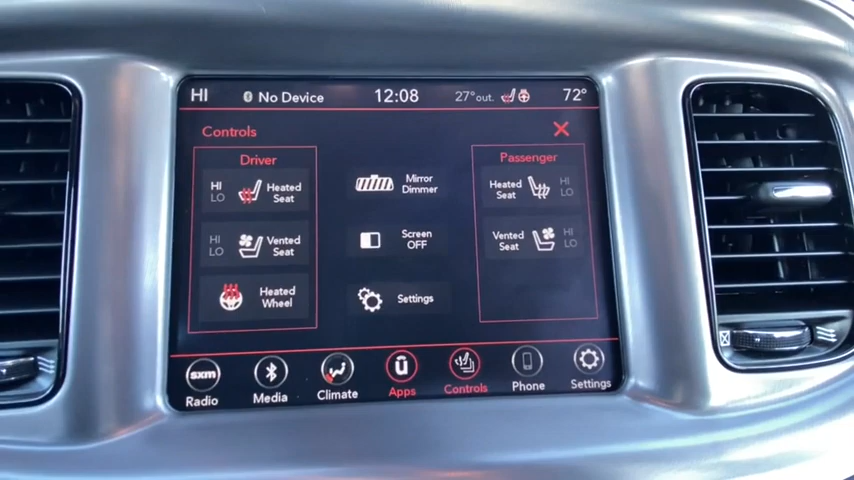 HI No Device 12:08 27°out. 72°
Controls
Driver
HI
LO
Heated
Seat
HI
LO
Vented
Seat
Heated
Wheel
Mirror
Dimmer
Screen
OFF
Settings
Passenger
Heated
Seat
HI
LO
Vented
Seat
HI
LO
sxm
Radio
Media
Climate
Apps
Controls
Phone
Settings